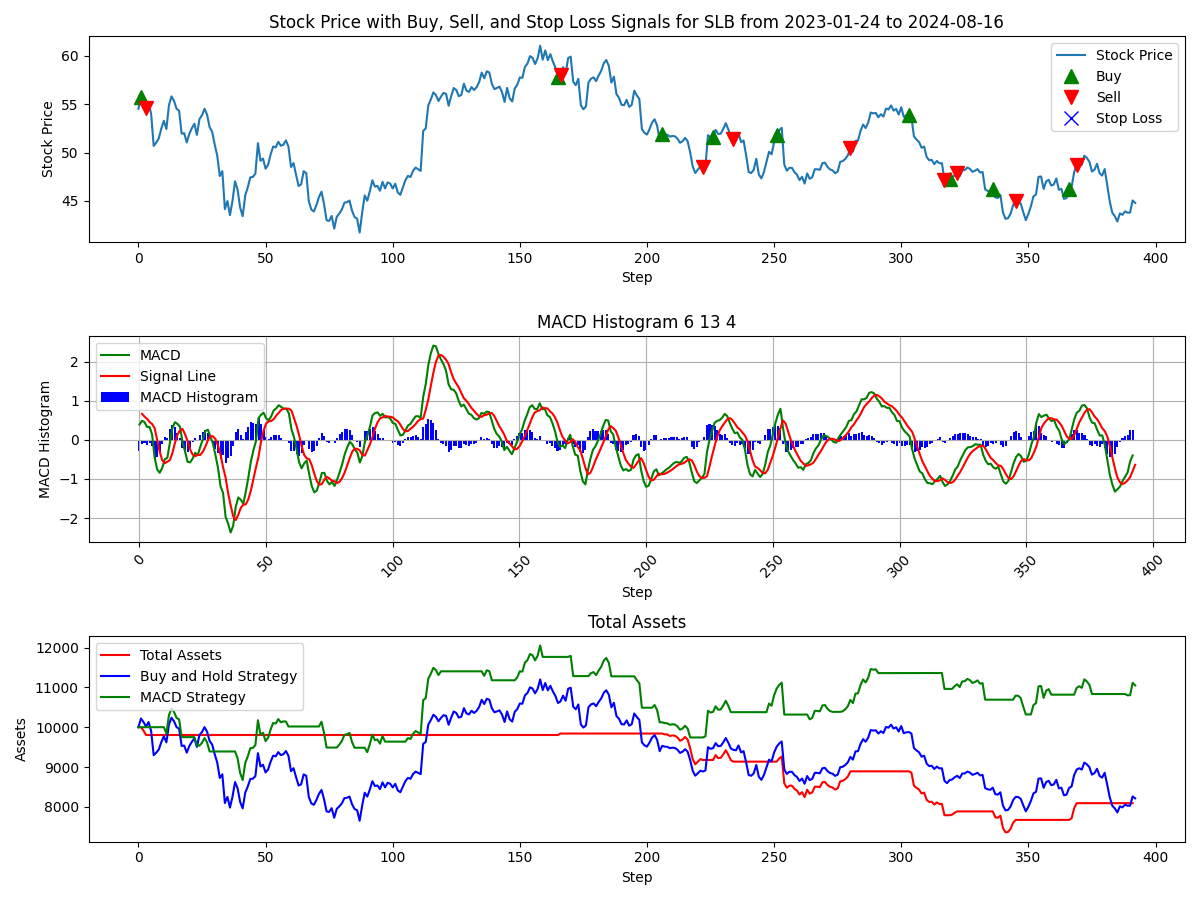 Stock Price with Buy, Sell, and Stop Loss Signals for SLB from 2023-01-24 to 2024-08-16
Stock Price
60
55
50
45
Stock Price
Buy
Sell
Stop Loss
0 50 100 150 200 250 300 350 400
Step
MACD Histogram 6 13 4
MACD Histogram
2
1
0
−1
−2
MACD
Signal Line
MACD Histogram
0 50 100 150 200 250 300 350 400
Step
Total Assets
Assets
12000
11000
10000
9000
8000
Total Assets
Buy and Hold Strategy
MACD Strategy
0 50 100 150 200 250 300 350 400
Step